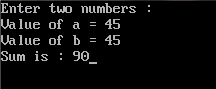 Enter two numbers :
Value of a = 45
Value of b = 45
Sum is : 90_